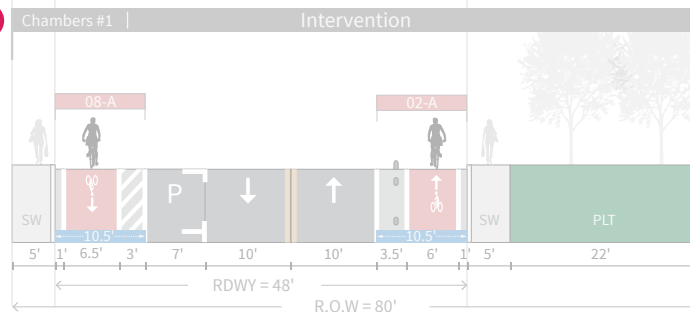 Chambers #1 Intervention
08-A 02-A
SW P SW PLT
10.5' 10.5'
5' 1' 6.5' 3' 7' 10' 10' 3.5' 6' 1' 5' 22'
RDWY = 48'
R.O.W = 80'